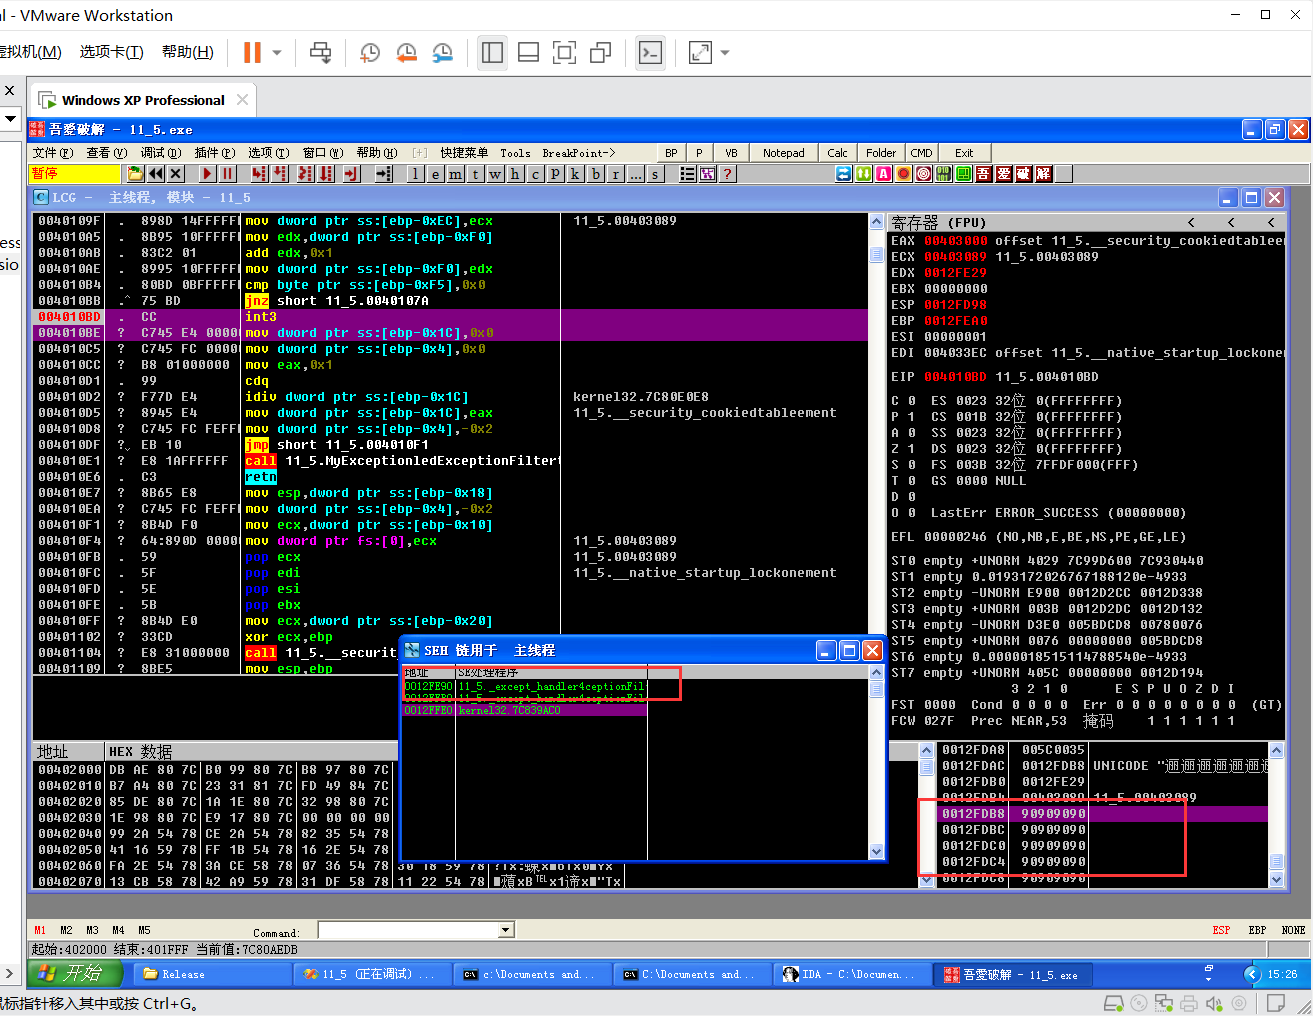 l - VMware Workstation
虚拟机(M) 选项卡(T) 帮助(H)
Windows XP Professional
吾爱破解 - 11_5.exe
文件(F) 查看(V) 调试(D) 插件(P) 选项(T) 窗口(W) 帮助(H) [+] 快捷菜单 Tools BreakPoint-> BP P VB Notepad Calc Folder CMD Exit
暂停 l e m t w h c p k b r ... s ? 吾 爱 破 解
LCG - 主线程, 模块 - 11_5
0040109F . 898D 14FFFFFF mov dword ptr ss:[ebp-0xEC],ecx 11_5.00403089
004010A5 . 8B95 10FFFFFF mov edx,dword ptr ss:[ebp-0xF0]
004010AB . 83C2 01 add edx,0x1
004010AE . 8995 10FFFFFF mov dword ptr ss:[ebp-0xF0],edx
004010B4 . 80BD 0BFFFFFF cmp byte ptr ss:[ebp-0xF5],0x0
004010BB .^ 75 BD jnz short 11_5.0040107A
004010BD . CC int3
004010BE ? C745 E4 0000 mov dword ptr ss:[ebp-0x1C],0x0
004010C5 ? C745 FC 0000 mov dword ptr ss:[ebp-0x4],0x0
004010CC ? B8 01000000 mov eax,0x1
004010D1 . 99 cdq
004010D2 ? F77D E4 idiv dword ptr ss:[ebp-0x1C] kernel32.7C80E0E8
004010D5 ? 8945 E4 mov dword ptr ss:[ebp-0x1C],eax 11_5.__security_cookiedtableement
004010D8 ? C745 FC FEFF mov dword ptr ss:[ebp-0x4],-0x2
004010DF ?, EB 10 jmp short 11_5.004010F1
004010E1 ? E8 1AFFFFFF call 11_5.MyExceptionledExceptionFilter
004010E6 . C3 retn
004010E7 ? 8B65 E8 mov esp,dword ptr ss:[ebp-0x18]
004010EA ? C745 FC FEFF mov dword ptr ss:[ebp-0x4],-0x2
004010F1 ? 8B4D F0 mov ecx,dword ptr ss:[ebp-0x10]
004010F4 ? 64:890D 0000 mov dword ptr fs:[0],ecx 11_5.00403089
004010FB . 59 pop ecx 11_5.00403089
004010FC . 5F pop edi 11_5.__native_startup_lockonement
004010FD . 5E pop esi
004010FE . 5B pop ebx
004010FF ? 8B4D E0 mov ecx,dword ptr ss:[ebp-0x20]
00401102 ? 33CD xor ecx,ebp
00401104 ? E8 31000000 call 11_5.__securit
00401109 ? 8BE5 mov esp,ebp
寄存器 (FPU) < < <
EAX 00403000 offset 11_5.__security_cookiedtableem
ECX 00403089 11_5.00403089
EDX 0012FE29
EBX 00000000
ESP 0012FD98
EBP 0012FEA0
ESI 00000001
EDI 004033EC offset 11_5.__native_startup_lockonem
EIP 004010BD 11_5.004010BD
C 0 ES 0023 32位 0(FFFFFFFF)
P 1 CS 001B 32位 0(FFFFFFFF)
A 0 SS 0023 32位 0(FFFFFFFF)
Z 1 DS 0023 32位 0(FFFFFFFF)
S 0 FS 003B 32位 7FFDF000(FFF)
T 0 GS 0000 NULL
D 0
O 0 LastErr ERROR_SUCCESS (00000000)
EFL 00000246 (NO,NB,E,BE,NS,PE,GE,LE)
ST0 empty +UNORM 4029 7C99D600 7C930440
ST1 empty 0.0193172026767188120e-4933
ST2 empty -UNORM E900 0012D2CC 0012D338
ST3 empty +UNORM 003B 0012D2DC 0012D132
ST4 empty -UNORM D3E0 005BDCD8 00780076
ST5 empty +UNORM 0076 00000000 005BDCD8
ST6 empty 0.0000018515114788540e-4933
ST7 empty +UNORM 405C 00000000 0012D194
3 2 1 0 E S P U O Z D I
FST 0000 Cond 0 0 0 0 Err 0 0 0 0 0 0 0 0 (GT)
FCW 027F Prec NEAR,53 掩码 1 1 1 1 1 1
SEH 链用于 主线程
地址 SE处理程序
0012FE90 11_5._except_handler4ceptionFil
11_5._except_handler4ceptionFil
0012FFE0 kernel32.7C839AC0
地址 HEX 数据
00402000 DB AE 80 7C B0 99 80 7C B8 97 80 7C
00402010 B7 A4 80 7C 23 31 81 7C FD 49 84 7C
00402020 85 DE 80 7C 1A 1E 80 7C 32 98 80 7C
00402030 1E 98 80 7C E9 17 80 7C 00 00 00 00
00402040 99 2A 54 78 CE 2A 54 78 82 35 54 78
00402050 41 16 59 78 FF 1B 54 78 16 2E 54 78
00402060 FA 2E 54 78 3A CE 58 78 07 36 54 78
00402070 13 CB 58 78 42 A9 59 78 31 DF 58 78 11 22 54 78
0012FDA8 005C0035
0012FDAC 0012FDB8 UNICODE "逦逦逦逦逦逦逦
0012FDB0 0012FE29
0012FDB4 00403089 11_5.00403089
0012FDB8 90909090
0012FDBC 90909090
0012FDC0 90909090
0012FDC4 90909090
0012FDC8 90909090
M1 M2 M3 M4 M5 Command: ESP EBP NONE
起始:402000 结束:401FFF 当前值:7C80AEDB
开始 Release 11_5 (正在调试) ... c:\Documents and... C:\Documents and... IDA - C:\Documen... 吾爱破解 - 11_5.exe 15:26
鼠标指针移入其中或按 Ctrl+G。